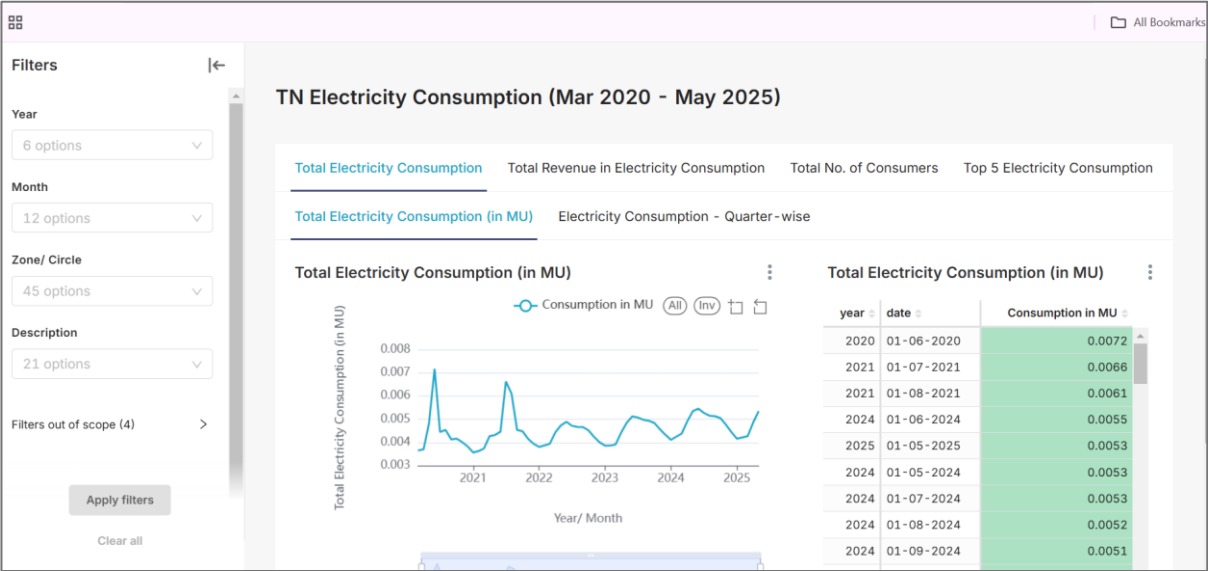 All Bookmarks
Filters
Year
6 options
Month
12 options
Zone/ Circle
45 options
Description
21 options
Filters out of scope (4)
Apply filters
Clear all
TN Electricity Consumption (Mar 2020 - May 2025)
Total Electricity Consumption Total Revenue in Electricity Consumption Total No. of Consumers Top 5 Electricity Consumption
Total Electricity Consumption (in MU) Electricity Consumption - Quarter-wise
Total Electricity Consumption (in MU)
Consumption in MU All Inv
Total Electricity Consumption (in MU)
0.008
0.007
0.006
0.005
0.004
0.003
2021 2022 2023 2024 2025
Year/ Month
Total Electricity Consumption (in MU)
year date Consumption in MU
2020 01-06-2020 0.0072
2021 01-07-2021 0.0066
2021 01-08-2021 0.0061
2024 01-06-2024 0.0055
2025 01-05-2025 0.0053
2024 01-05-2024 0.0053
2024 01-07-2024 0.0053
2024 01-08-2024 0.0052
2024 01-09-2024 0.0051